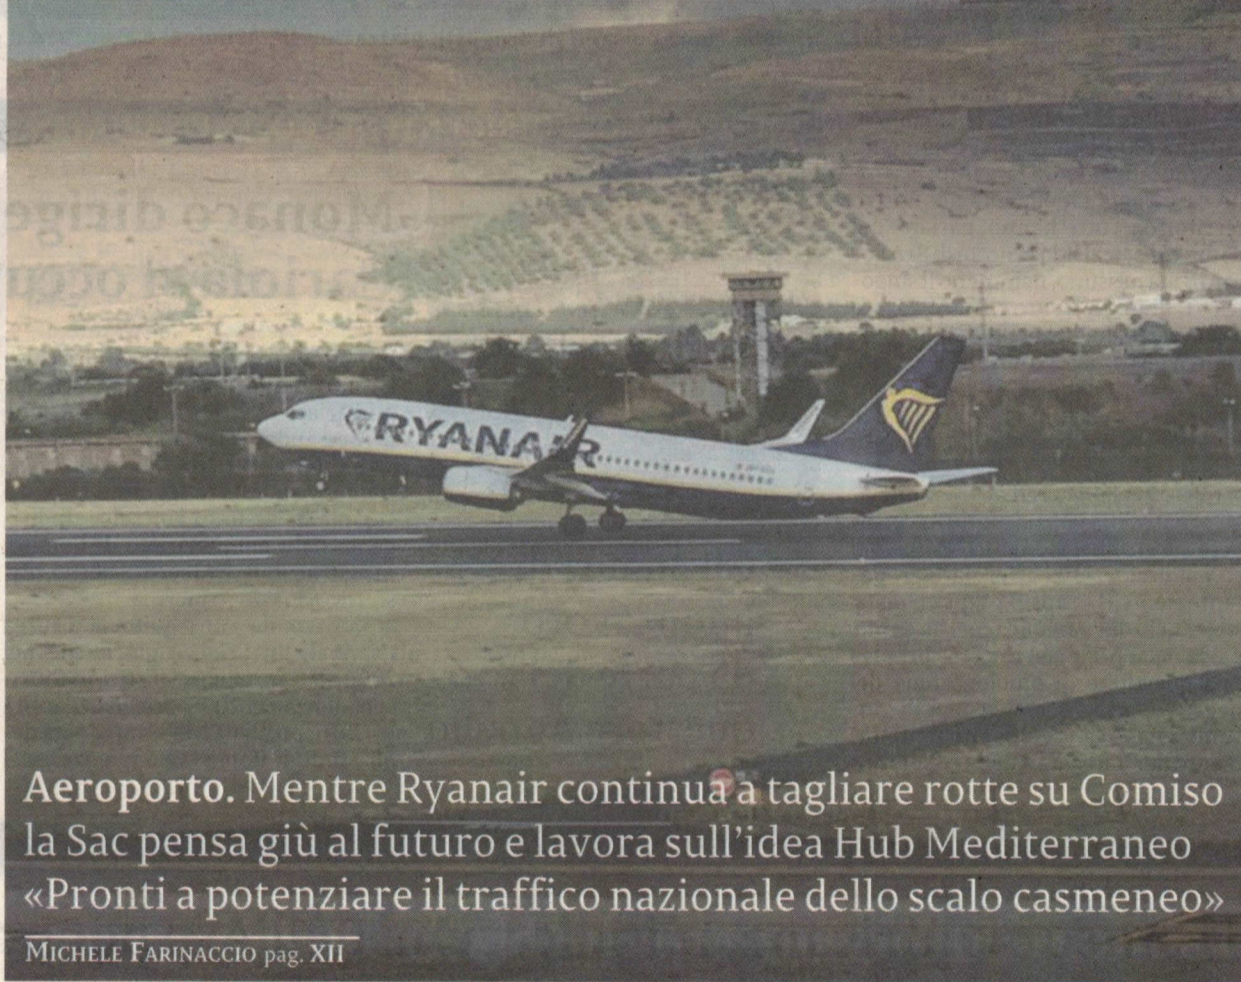 RYANAIR
Aeroporto. Mentre Ryanair continua a tagliare rotte su Comiso
la Sac pensa giù al futuro e lavora sull'idea Hub Mediterraneo
«Pronti a potenziare il traffico nazionale dello scalo casmeneo»
MICHELE FARINACCIO pag. XII